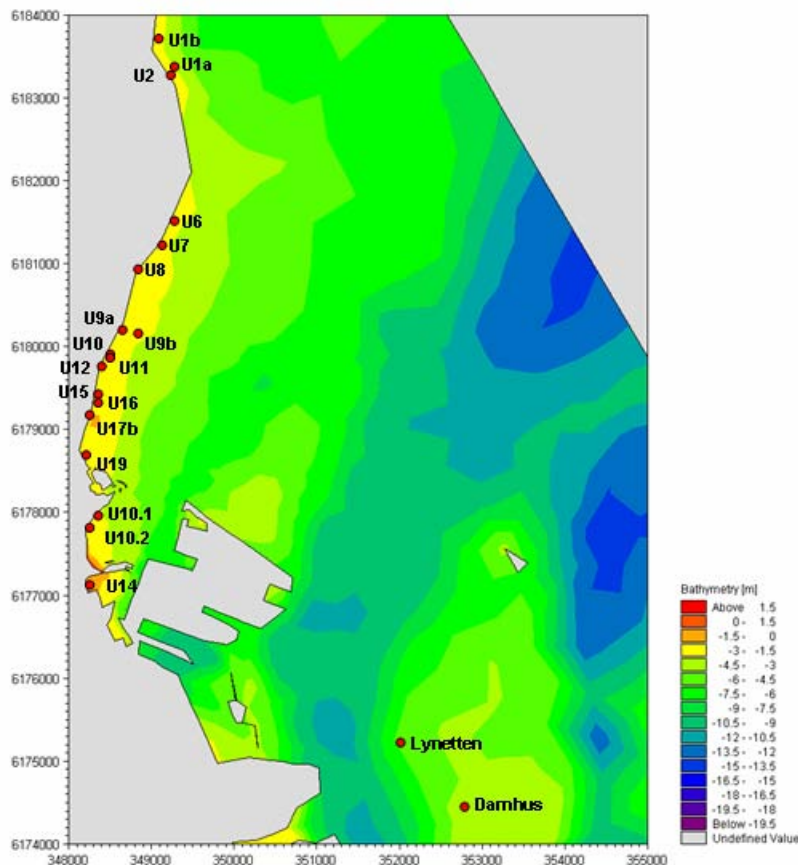 6184000
U1b
U1a
U2
6183000
6182000
U6
U7
6181000
U8
U9a
6180000
U9b
U10
U11
U12
U15
U16
6179000
U17b
U19
6178000
U10.1
U10.2
6177000
U14
6176000
Lynetten
6175000
Damhus
6174000
348000 349000 350000 351000 352000 353000 354000 355000
Bathymetry [m]
Above 1.5
0 - 1.5
-1.5 - 0
-3 - -1.5
-4.5 - -3
-6 - -4.5
-7.5 - -6
-9 - -7.5
-10.5 - -9
-12 - -10.5
-13.5 - -12
-15 - -13.5
-16.5 - -15
-18 - -16.5
-19.5 - -18
Below -19.5
Undefined Value